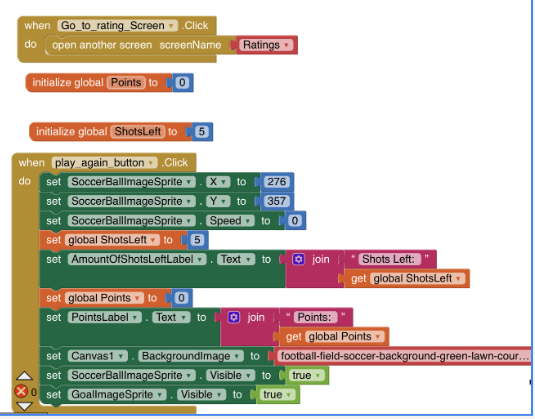 when Go_to_rating_Screen .Click
do open another screen screenName Ratings
initialize global Points to 0
initialize global ShotsLeft to 5
when play_again_button .Click
do set SoccerBallImageSprite . X to 276
set SoccerBallImageSprite . Y to 357
set SoccerBallImageSprite . Speed to 0
set global ShotsLeft to 5
set AmountOfShotsLeftLabel . Text to join " Shots Left: "
get global ShotsLeft
set global Points to 0
set PointsLabel . Text to join " Points: "
get global Points
set Canvas1 . BackgroundImage to football-field-soccer-background-green-lawn-cour...
set SoccerBallImageSprite . Visible to true
0 set GoalImageSprite . Visible to true